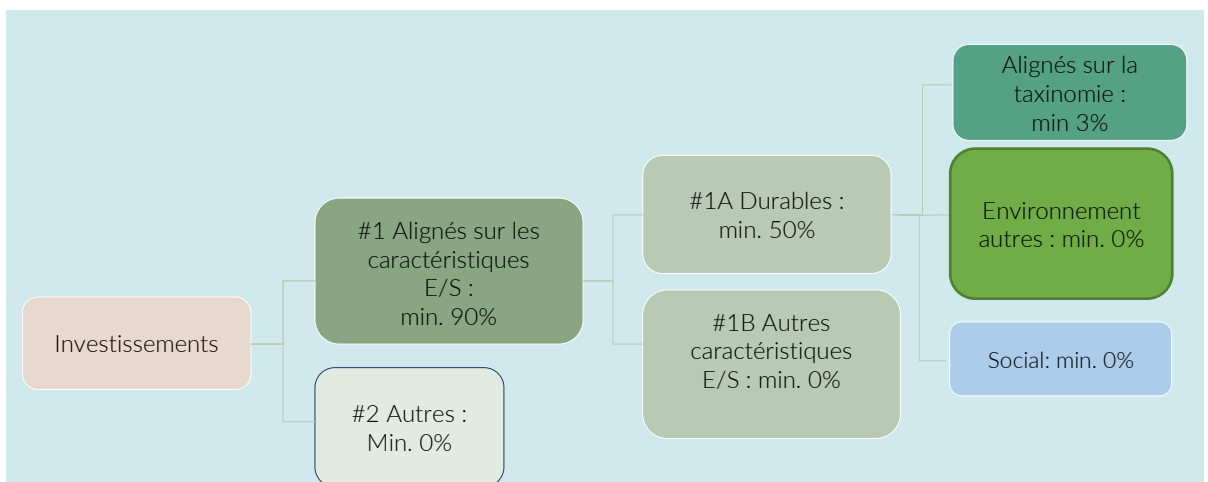 Investissements
#1 Alignés sur les
caractéristiques
E/S :
min. 90%
#2 Autres :
Min. 0%
#1A Durables :
min. 50%
#1B Autres
caractéristiques
E/S : min. 0%
Alignés sur la
taxinomie :
min 3%
Environnement
autres : min. 0%
Social: min. 0%